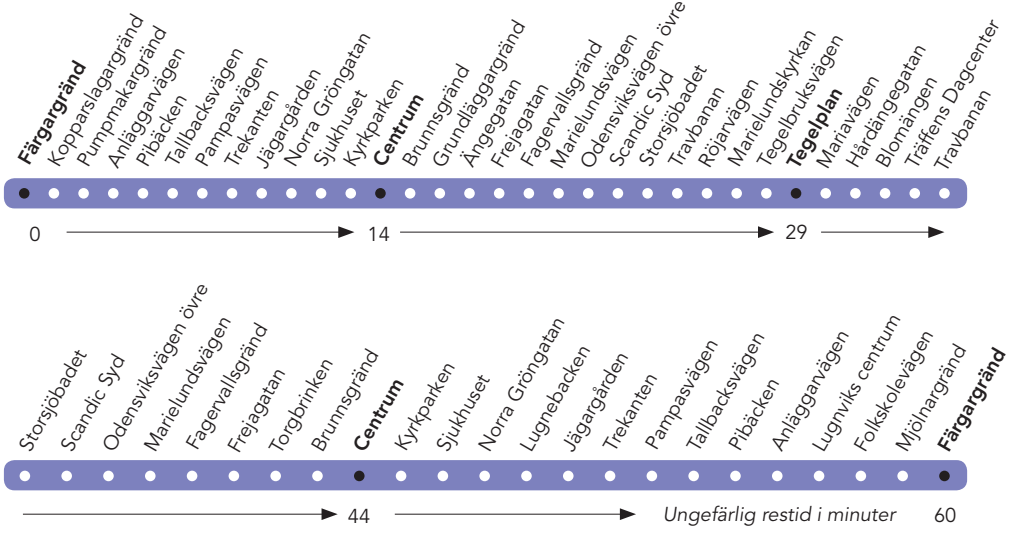 Färgargränd
Kopparslagargränd
Pumpmakargränd
Anläggarvägen
Pibäcken
Tallbacksvägen
Pampasvägen
Trekanten
Jägargården
Norra Gröngatan
Sjukhuset
Kyrkparken
Centrum
Brunnsgränd
Grundläggargränd
Ängegatan
Frejagatan
Fagervallsgränd
Marielundsvägen
Odensviksvägen övre
Scandic Syd
Storsjöbadet
Travbanan
Röjarvägen
Marielundskyrkan
Tegelbruksvägen
Tegelplan
Mariavägen
Hårdängegatan
Blomängen
Träffens Dagcenter
Travbanan
0 14 29
Storsjöbadet
Scandic Syd
Odensviksvägen övre
Marielundsvägen
Fagervallsgränd
Frejagatan
Torgbrinken
Brunnsgränd
Centrum
Kyrkparken
Sjukhuset
Norra Gröngatan
Lugnebacken
Jägargården
Trekanten
Pampasvägen
Tallbacksvägen
Pibäcken
Anläggarvägen
Lugnviks centrum
Folkskolevägen
Mjölnargränd
Färgargränd
44 Ungefärlig restid i minuter 60